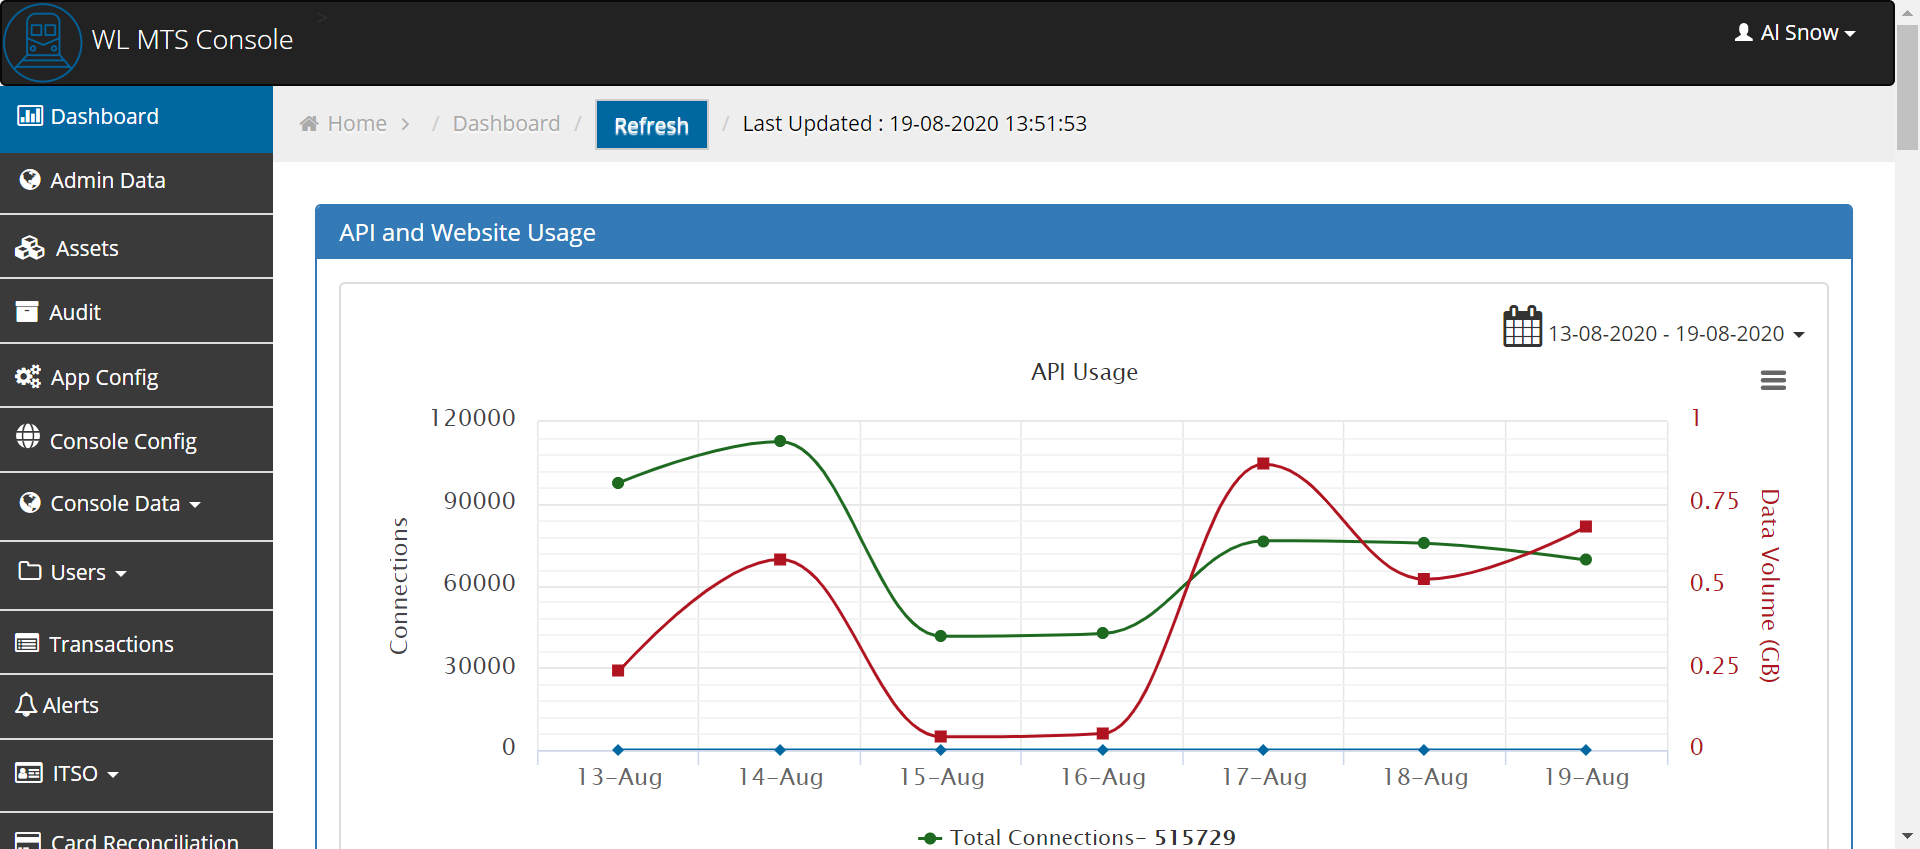 >
WL MTS Console
Al Snow
Dashboard
Admin Data
Assets
Audit
App Config
Console Config
Console Data
Users
Transactions
Alerts
ITSO
Card Reconciliation
Home > / Dashboard / Refresh / Last Updated : 19-08-2020 13:51:53
API and Website Usage
13-08-2020 - 19-08-2020
API Usage
Connections
120000
90000
60000
30000
0
1
0.75
0.5
0.25
0
Data Volume (GB)
13-Aug 14-Aug 15-Aug 16-Aug 17-Aug 18-Aug 19-Aug
Total Connections- 515729